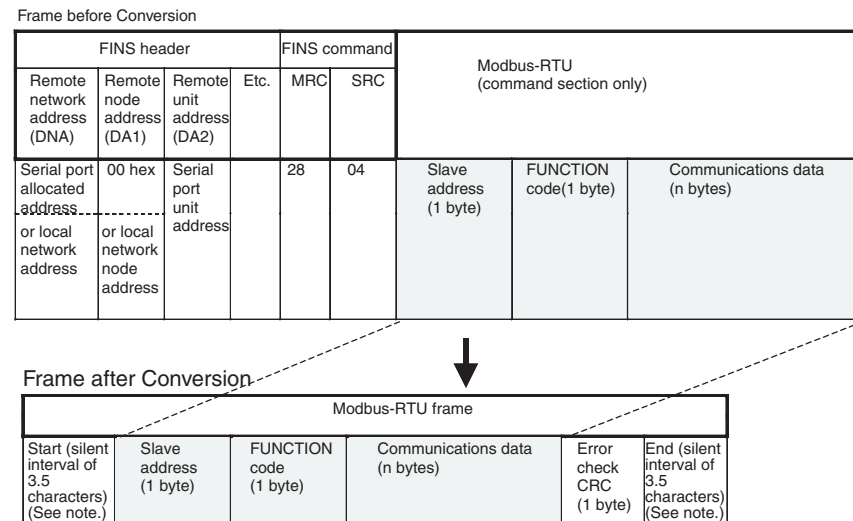 Frame before Conversion
FINS header
FINS command
Modbus-RTU
(command section only)
Remote
network
address
(DNA)
Remote
node
address
(DA1)
Remote
unit
address
(DA2)
Etc.
MRC
SRC
Serial port
allocated
address
or local
network
address
00 hex
or local
network
node
address
Serial
port
unit
address
28
04
Slave
address
(1 byte)
FUNCTION
code(1 byte)
Communications data
(n bytes)
Frame after Conversion
Modbus-RTU frame
Start (silent
interval of
3.5
characters)
(See note.)
Slave
address
(1 byte)
FUNCTION
code
(1 byte)
Communications data
(n bytes)
Error
check
CRC
(1 byte)
End (silent
interval of
3.5
characters)
(See note.)